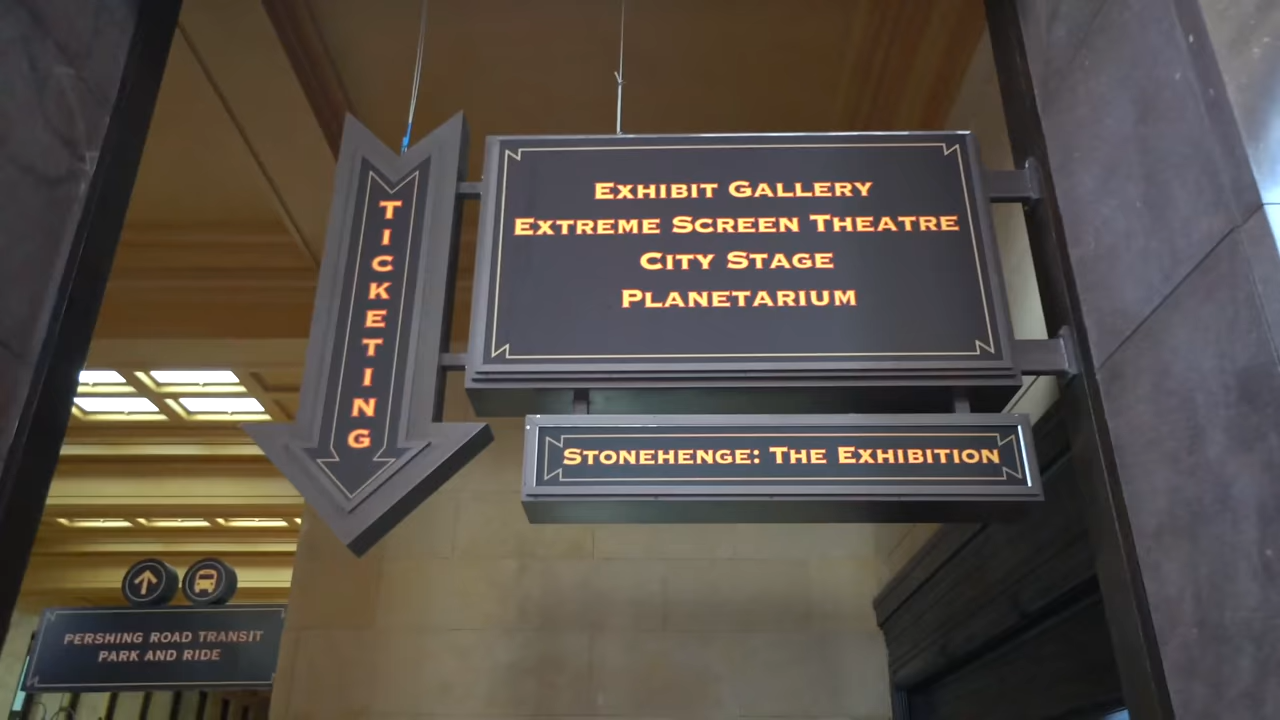 TICKETING
EXHIBIT GALLERY
EXTREME SCREEN THEATRE
CITY STAGE
PLANETARIUM
STONEHENGE: THE EXHIBITION
PERSHING ROAD TRANSIT
PARK AND RIDE